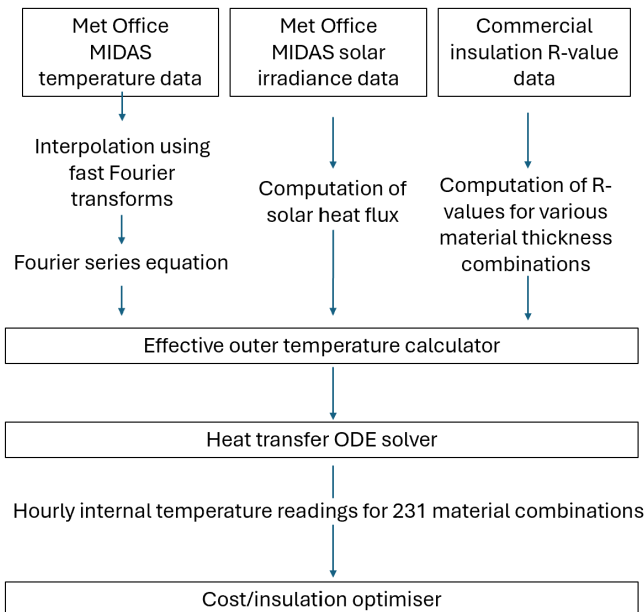 Met Office
MIDAS
temperature data
Met Office
MIDAS solar
irradiance data
Commercial
insulation R-value
data
Interpolation using
fast Fourier
transforms
Computation of
solar heat flux
Computation of R-
values for various
material thickness
combinations
Fourier series equation
Effective outer temperature calculator
Heat transfer ODE solver
Hourly internal temperature readings for 231 material combinations
Cost/insulation optimiser